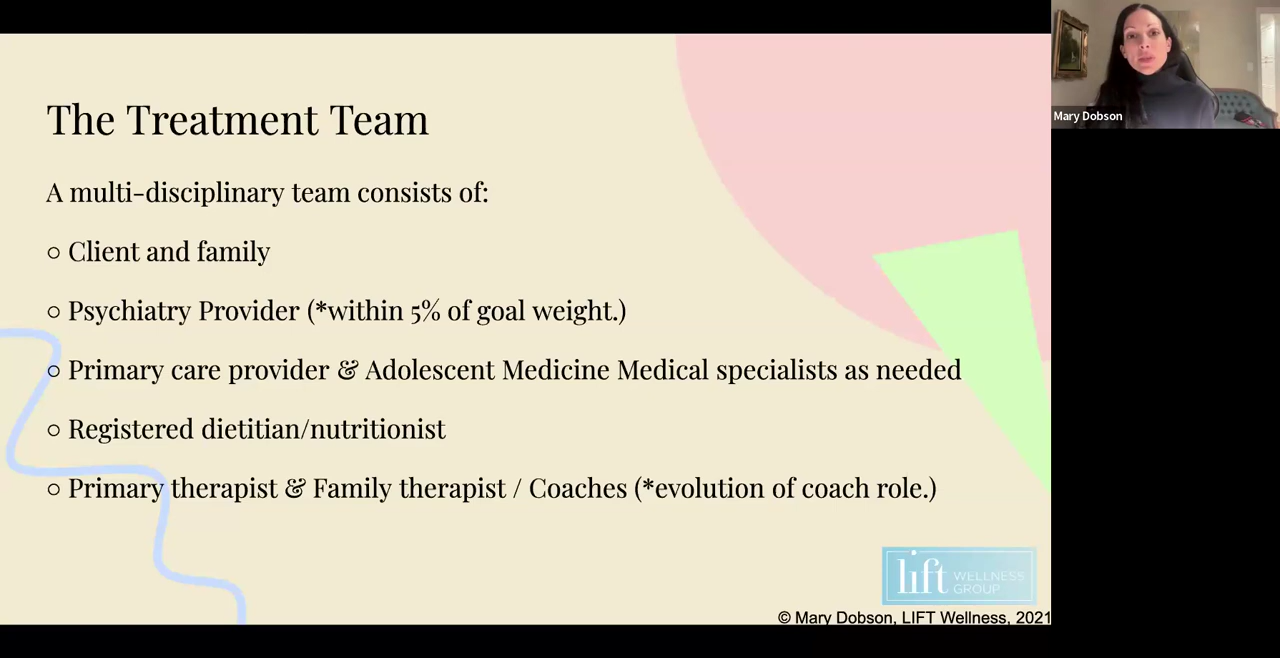 The Treatment Team
A multi-disciplinary team consists of:
○ Client and family
○ Psychiatry Provider (*within 5% of goal weight.)
○ Primary care provider & Adolescent Medicine Medical specialists as needed
○ Registered dietitian/nutritionist
○ Primary therapist & Family therapist / Coaches (*evolution of coach role.)
lift WELLNESS
GROUP
© Mary Dobson, LIFT Wellness, 2021
Mary Dobson